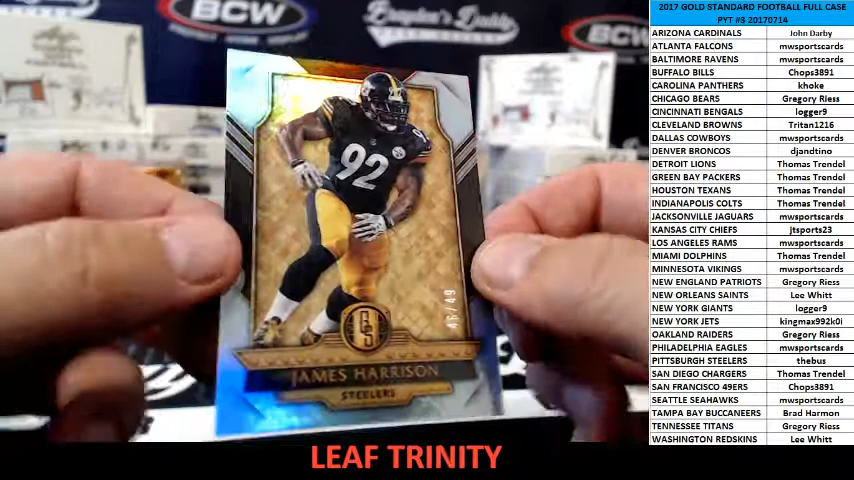 BCW
Brayden's Daddy
BCW
92
92
46/49
GS
JAMES HARRISON
STEELERS
LEAF TRINITY
2017 GOLD STANDARD FOOTBALL FULL CASE
PYT #3 20170714
ARIZONA CARDINALS John Darby
ATLANTA FALCONS mwsportscards
BALTIMORE RAVENS mwsportscards
BUFFALO BILLS Chops3891
CAROLINA PANTHERS khoke
CHICAGO BEARS Gregory Riess
CINCINNATI BENGALS logger9
CLEVELAND BROWNS Tritan1216
DALLAS COWBOYS mwsportscards
DENVER BRONCOS djandtino
DETROIT LIONS Thomas Trendel
GREEN BAY PACKERS Thomas Trendel
HOUSTON TEXANS Thomas Trendel
INDIANAPOLIS COLTS Thomas Trendel
JACKSONVILLE JAGUARS mwsportscards
KANSAS CITY CHIEFS jtsports23
LOS ANGELES RAMS mwsportscards
MIAMI DOLPHINS Thomas Trendel
MINNESOTA VIKINGS mwsportscards
NEW ENGLAND PATRIOTS Gregory Riess
NEW ORLEANS SAINTS Lee Whitt
NEW YORK GIANTS logger9
NEW YORK JETS kingmax992k0i
OAKLAND RAIDERS Gregory Riess
PHILADELPHIA EAGLES mwsportscards
PITTSBURGH STEELERS thebus
SAN DIEGO CHARGERS Thomas Trendel
SAN FRANCISCO 49ERS Chops3891
SEATTLE SEAHAWKS mwsportscards
TAMPA BAY BUCCANEERS Brad Harmon
TENNESSEE TITANS Gregory Riess
WASHINGTON REDSKINS Lee Whitt